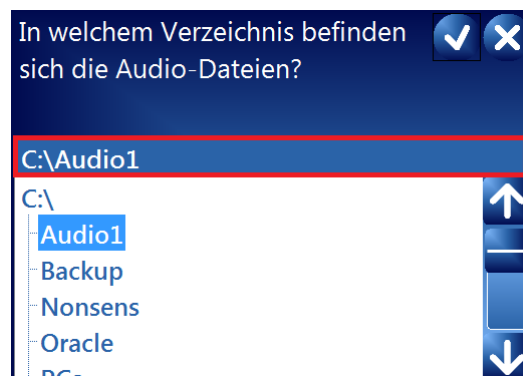 In welchem Verzeichnis befinden
sich die Audio-Dateien?
C:\Audio1
C:\
Audio1
Backup
Nonsens
Oracle